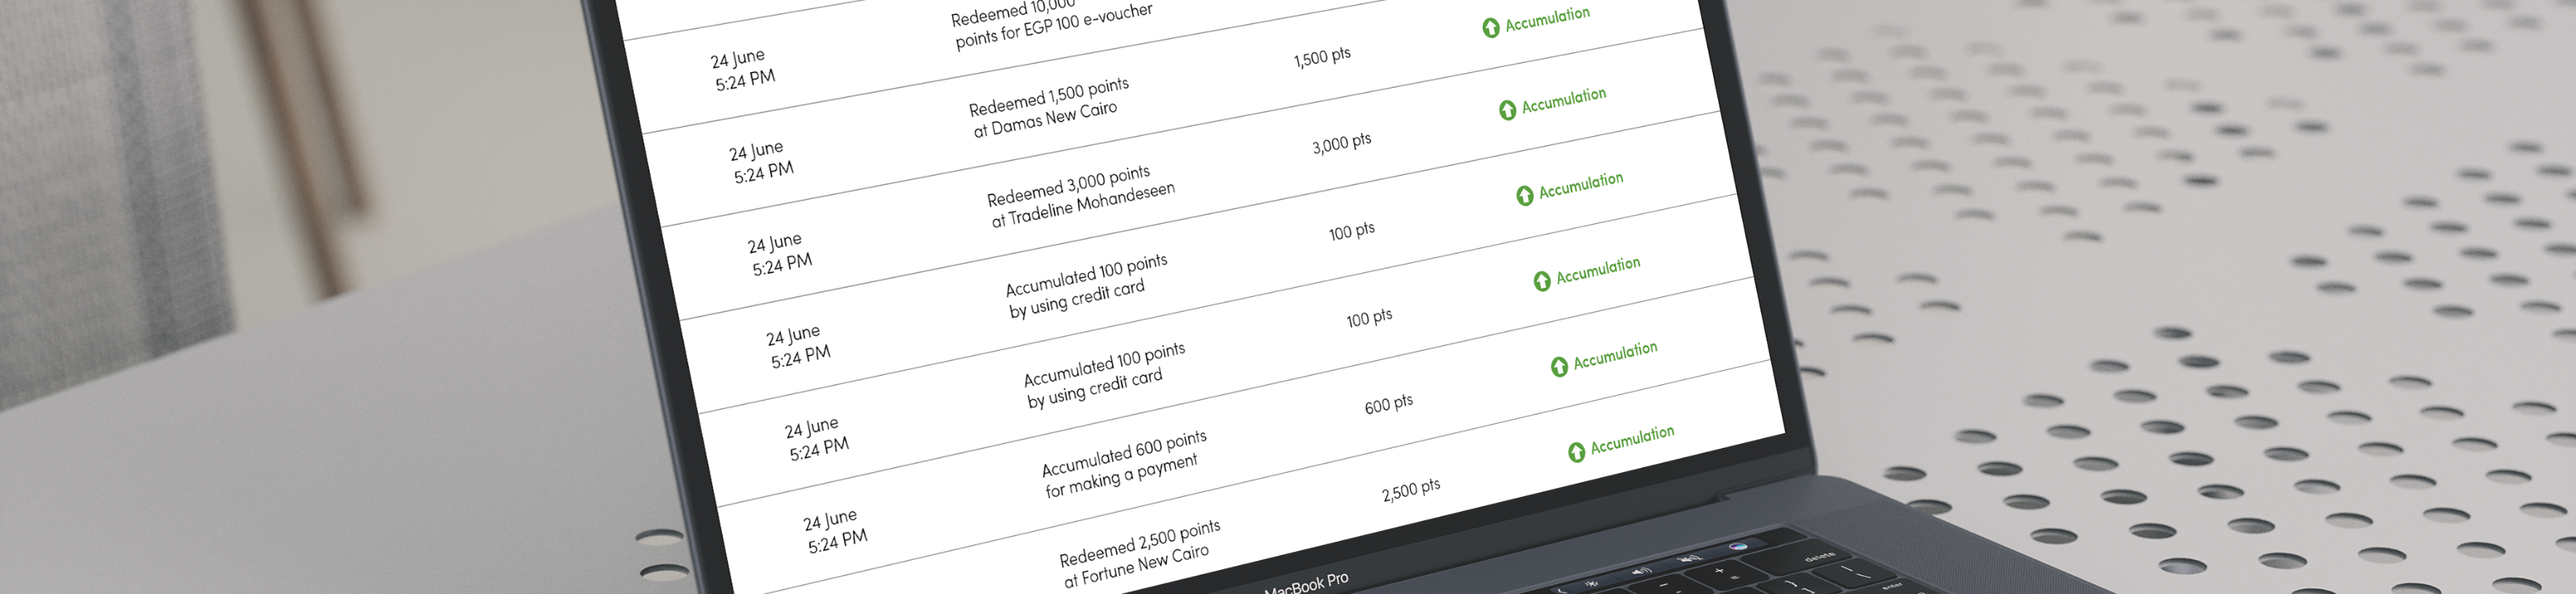 24 June
5:24 PM
Redeemed 10,000
points for EGP 100 e-voucher
24 June
5:24 PM
Redeemed 1,500 points
at Damas New Cairo
1,500 pts
Accumulation
24 June
5:24 PM
Redeemed 3,000 points
at Tradeline Mohandeseen
3,000 pts
Accumulation
24 June
5:24 PM
Accumulated 100 points
by using credit card
100 pts
Accumulation
24 June
5:24 PM
Accumulated 100 points
by using credit card
100 pts
Accumulation
24 June
5:24 PM
Accumulated 600 points
for making a payment
600 pts
Accumulation
Redeemed 2,500 points
at Fortune New Cairo
2,500 pts
Accumulation
MacBook Pro
delete
enter